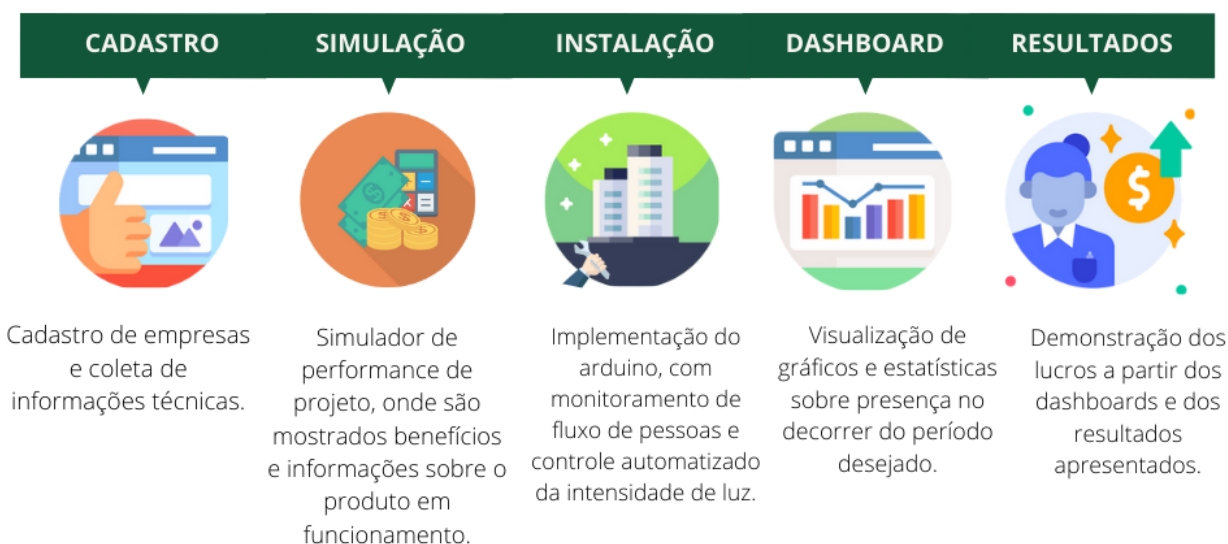 CADASTRO
SIMULAÇÃO
INSTALAÇÃO
DASHBOARD
RESULTADOS
Cadastro de empresas
e coleta de
informações técnicas.
Simulador de
performance de
projeto, onde são
mostrados benefícios
e informações sobre o
produto em
funcionamento.
Implementação do
arduino, com
monitoramento de
fluxo de pessoas e
controle automatizado
da intensidade de luz.
Visualização de
gráficos e estatísticas
sobre presença no
decorrer do período
desejado.
Demonstração dos
lucros a partir dos
dashboards e dos
resultados
apresentados.